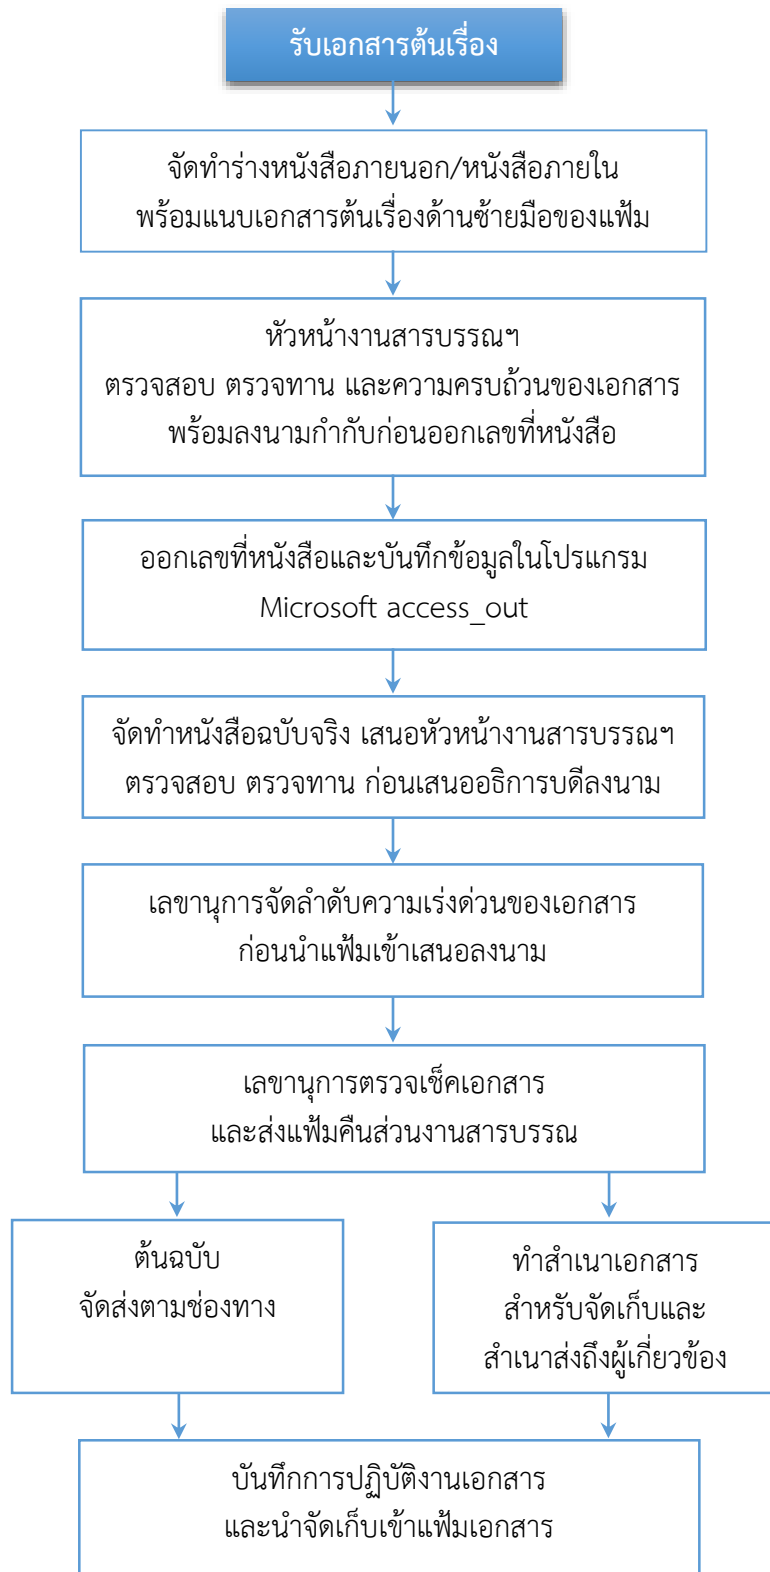 รับเอกสารต้นเรื่อง
จัดทำร่างหนังสือภายนอก/หนังสือภายใน
พร้อมแนบเอกสารต้นเรื่องด้านซ้ายมือของแฟ้ม
หัวหน้างานสารบรรณฯ
ตรวจสอบ ตรวจทาน และความครบถ้วนของเอกสาร
พร้อมลงนามกำกับก่อนออกเลขที่หนังสือ
ออกเลขที่หนังสือและบันทึกข้อมูลในโปรแกรม
Microsoft access_out
จัดทำหนังสือฉบับจริง เสนอหัวหน้างานสารบรรณฯ
ตรวจสอบ ตรวจทาน ก่อนเสนออธิการบดีลงนาม
เลขานุการจัดลำดับความเร่งด่วนของเอกสาร
ก่อนนำแฟ้มเข้าเสนอลงนาม
เลขานุการตรวจเช็คเอกสาร
และส่งแฟ้มคืนส่วนงานสารบรรณ
ต้นฉบับ
จัดส่งตามช่องทาง
ทำสำเนาเอกสาร
สำหรับจัดเก็บและ
สำเนาส่งถึงผู้เกี่ยวข้อง
บันทึกการปฏิบัติงานเอกสาร
และนำจัดเก็บเข้าแฟ้มเอกสาร